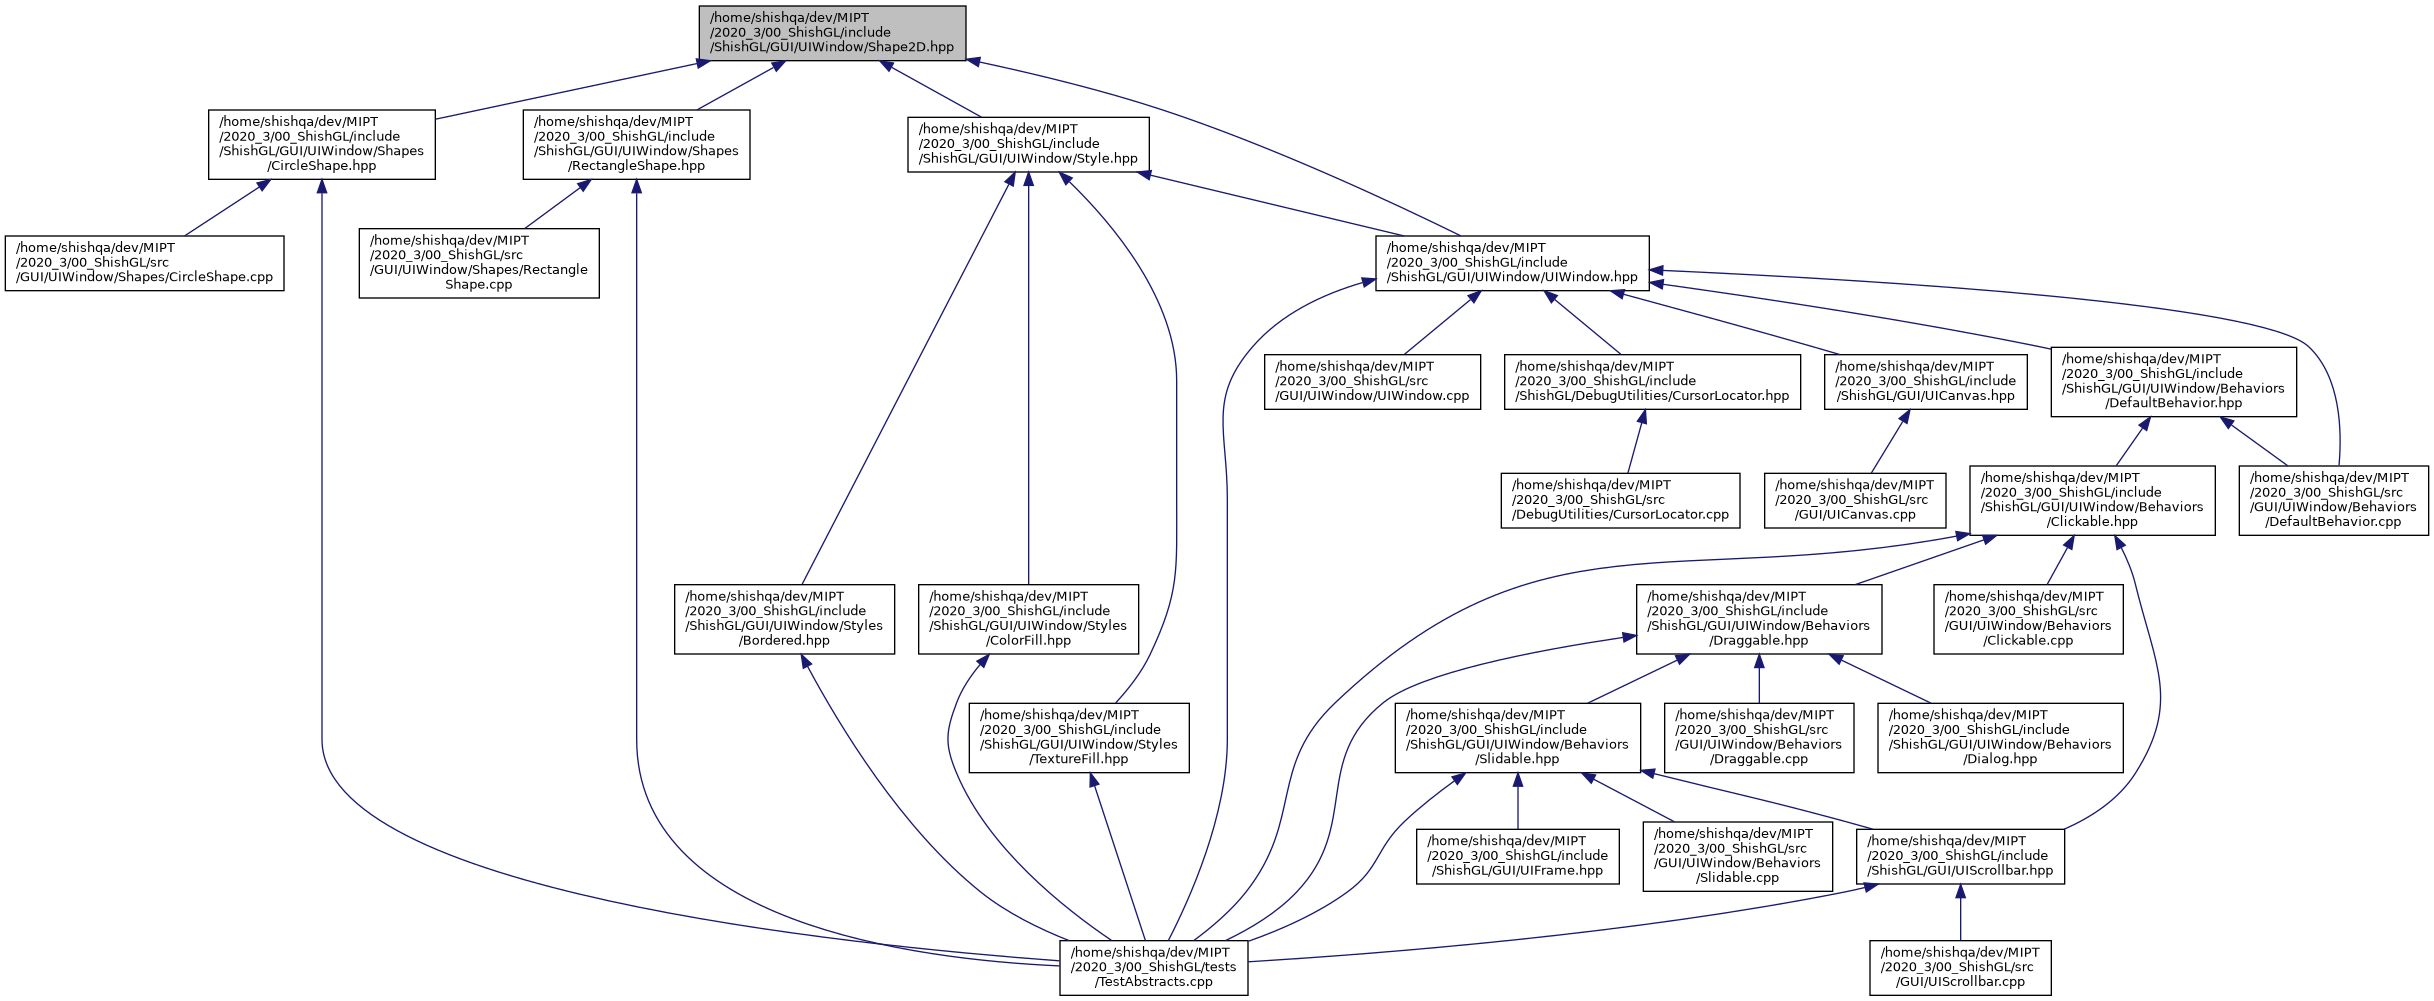 /home/shishqa/dev/MIPT
/2020_3/00_ShishGL/include
/ShishGL/GUI/UIWindow/Shape2D.hpp
/home/shishqa/dev/MIPT
/2020_3/00_ShishGL/include
/ShishGL/GUI/UIWindow/Shapes
/CircleShape.hpp
/home/shishqa/dev/MIPT
/2020_3/00_ShishGL/include
/ShishGL/GUI/UIWindow/Shapes
/RectangleShape.hpp
/home/shishqa/dev/MIPT
/2020_3/00_ShishGL/include
/ShishGL/GUI/UIWindow/Style.hpp
/home/shishqa/dev/MIPT
/2020_3/00_ShishGL/src
/GUI/UIWindow/Shapes/CircleShape.cpp
/home/shishqa/dev/MIPT
/2020_3/00_ShishGL/src
/GUI/UIWindow/Shapes/Rectangle
Shape.cpp
/home/shishqa/dev/MIPT
/2020_3/00_ShishGL/include
/ShishGL/GUI/UIWindow/UIWindow.hpp
/home/shishqa/dev/MIPT
/2020_3/00_ShishGL/src
/GUI/UIWindow/UIWindow.cpp
/home/shishqa/dev/MIPT
/2020_3/00_ShishGL/include
/ShishGL/DebugUtilities/CursorLocator.hpp
/home/shishqa/dev/MIPT
/2020_3/00_ShishGL/include
/ShishGL/GUI/UICanvas.hpp
/home/shishqa/dev/MIPT
/2020_3/00_ShishGL/include
/ShishGL/GUI/UIWindow/Behaviors
/DefaultBehavior.hpp
/home/shishqa/dev/MIPT
/2020_3/00_ShishGL/src
/DebugUtilities/CursorLocator.cpp
/home/shishqa/dev/MIPT
/2020_3/00_ShishGL/src
/GUI/UICanvas.cpp
/home/shishqa/dev/MIPT
/2020_3/00_ShishGL/include
/ShishGL/GUI/UIWindow/Behaviors
/Clickable.hpp
/home/shishqa/dev/MIPT
/2020_3/00_ShishGL/src
/GUI/UIWindow/Behaviors
/DefaultBehavior.cpp
/home/shishqa/dev/MIPT
/2020_3/00_ShishGL/include
/ShishGL/GUI/UIWindow/Styles
/Bordered.hpp
/home/shishqa/dev/MIPT
/2020_3/00_ShishGL/include
/ShishGL/GUI/UIWindow/Styles
/ColorFill.hpp
/home/shishqa/dev/MIPT
/2020_3/00_ShishGL/include
/ShishGL/GUI/UIWindow/Behaviors
/Draggable.hpp
/home/shishqa/dev/MIPT
/2020_3/00_ShishGL/src
/GUI/UIWindow/Behaviors
/Clickable.cpp
/home/shishqa/dev/MIPT
/2020_3/00_ShishGL/include
/ShishGL/GUI/UIWindow/Styles
/TextureFill.hpp
/home/shishqa/dev/MIPT
/2020_3/00_ShishGL/include
/ShishGL/GUI/UIWindow/Behaviors
/Slidable.hpp
/home/shishqa/dev/MIPT
/2020_3/00_ShishGL/src
/GUI/UIWindow/Behaviors
/Draggable.cpp
/home/shishqa/dev/MIPT
/2020_3/00_ShishGL/include
/ShishGL/GUI/UIWindow/Behaviors
/Dialog.hpp
/home/shishqa/dev/MIPT
/2020_3/00_ShishGL/include
/ShishGL/GUI/UIFrame.hpp
/home/shishqa/dev/MIPT
/2020_3/00_ShishGL/src
/GUI/UIWindow/Behaviors
/Slidable.cpp
/home/shishqa/dev/MIPT
/2020_3/00_ShishGL/include
/ShishGL/GUI/UIScrollbar.hpp
/home/shishqa/dev/MIPT
/2020_3/00_ShishGL/tests
/TestAbstracts.cpp
/home/shishqa/dev/MIPT
/2020_3/00_ShishGL/src
/GUI/UIScrollbar.cpp